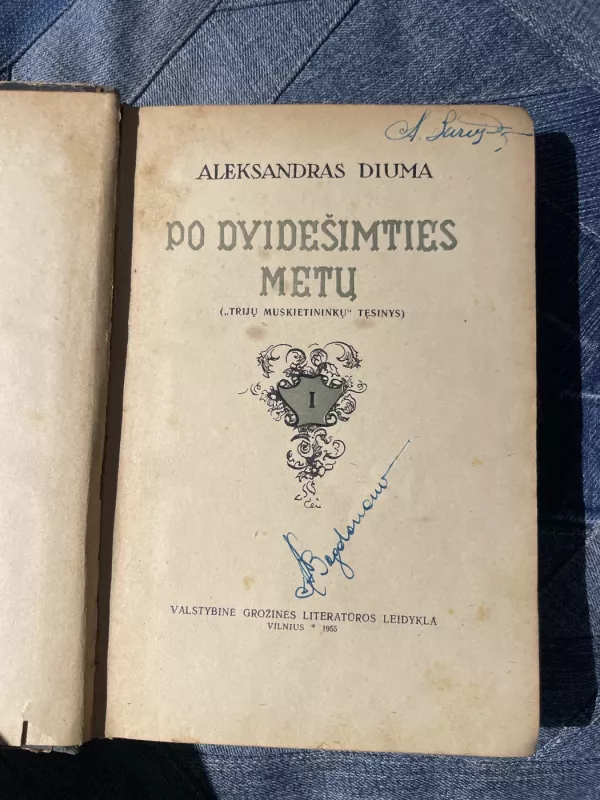 ALEKSANDRAS DIUMA
PO DVIDEŠIMTIES
METŲ
(„TRIJŲ MUSKIETININKŲ“ TĘSINYS)
I
VALSTYBINĖ GROŽINĖS LITERATŪROS LEIDYKLA
VILNIUS * 1955